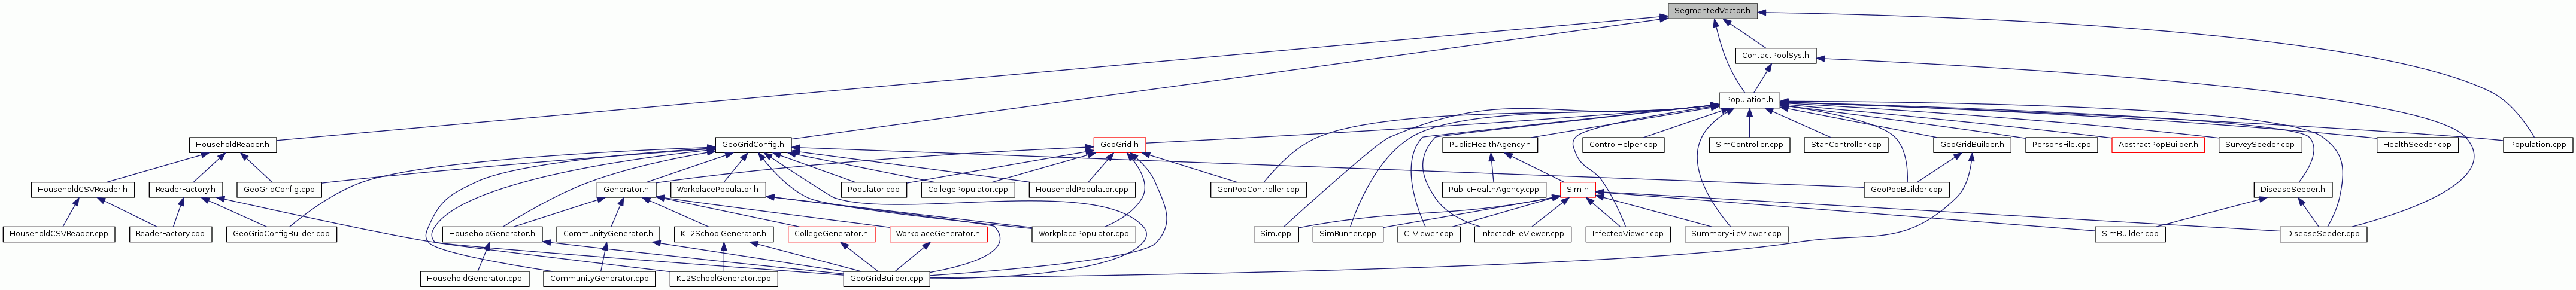 SegmentedVector.h
ContactPoolSys.h
Population.h
HouseholdReader.h
GeoGridConfig.h
GeoGrid.h
PublicHealthAgency.h
ControlHelper.cpp
SimController.cpp
StanController.cpp
GeoGridBuilder.h
PersonsFile.cpp
AbstractPopBuilder.h
SurveySeeder.cpp
HealthSeeder.cpp
Population.cpp
HouseholdCSVReader.h
ReaderFactory.h
GeoGridConfig.cpp
Generator.h
WorkplacePopulator.h
Populator.cpp
CollegePopulator.cpp
HouseholdPopulator.cpp
GenPopController.cpp
PublicHealthAgency.cpp
Sim.h
GeoPopBuilder.cpp
DiseaseSeeder.h
HouseholdCSVReader.cpp
ReaderFactory.cpp
GeoGridConfigBuilder.cpp
HouseholdGenerator.h
CommunityGenerator.h
K12SchoolGenerator.h
CollegeGenerator.h
WorkplaceGenerator.h
WorkplacePopulator.cpp
Sim.cpp
SimRunner.cpp
CliViewer.cpp
InfectedFileViewer.cpp
InfectedViewer.cpp
SummaryFileViewer.cpp
SimBuilder.cpp
DiseaseSeeder.cpp
HouseholdGenerator.cpp
CommunityGenerator.cpp
K12SchoolGenerator.cpp
GeoGridBuilder.cpp